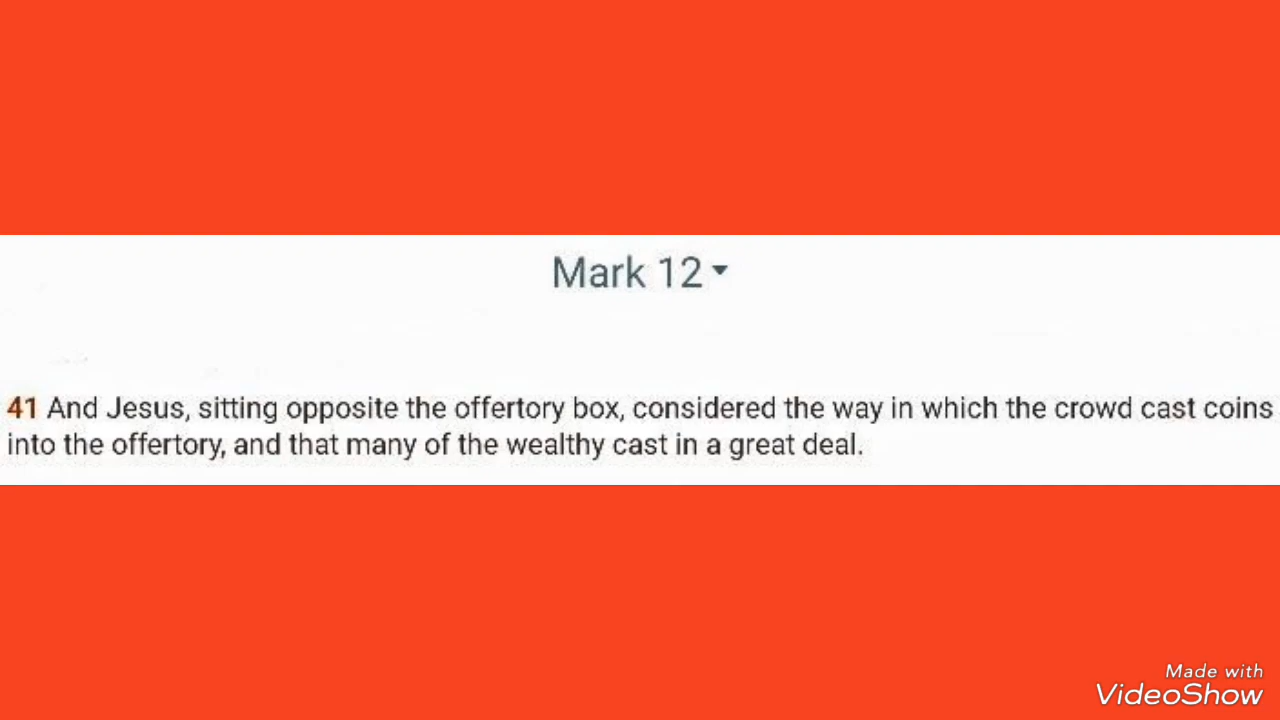 Mark 12
41 And Jesus, sitting opposite the offertory box, considered the way in which the crowd cast coins
into the offertory, and that many of the wealthy cast in a great deal.
Made with
VideoShow